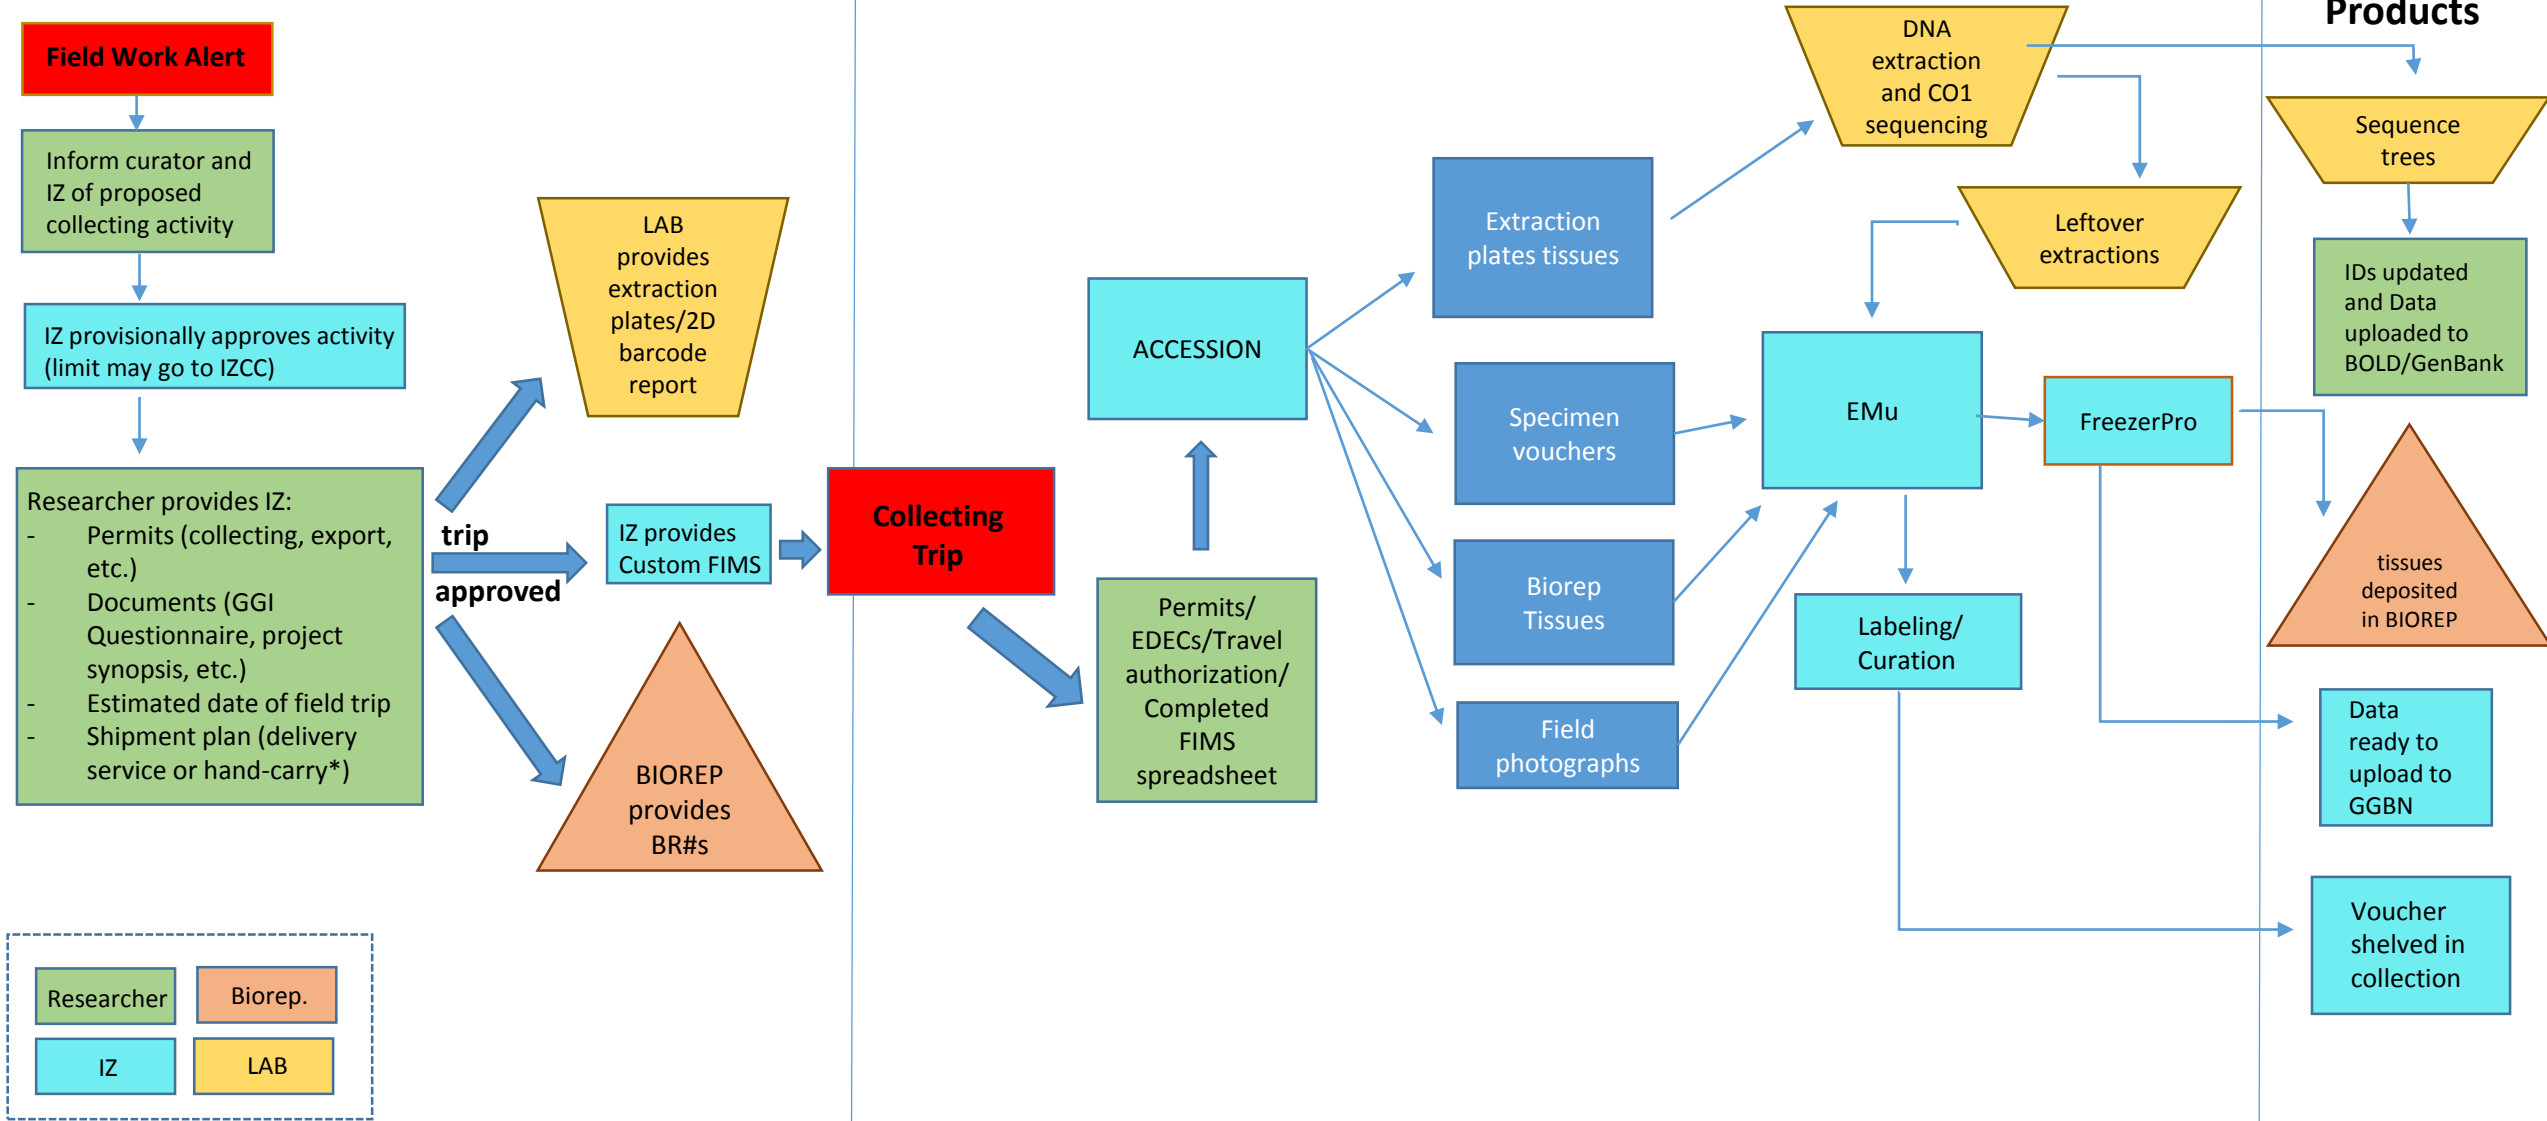 Field Work Alert
Inform curator and
IZ of proposed
collecting activity
IZ provisionally approves activity
(limit may go to IZCC)
Researcher provides IZ:
- Permits (collecting, export,
etc.)
- Documents (GGI
Questionnaire, project
synopsis, etc.)
- Estimated date of field trip
- Shipment plan (delivery
service or hand-carry*)
trip
approved
LAB
provides
extraction
plates/2D
barcode
report
IZ provides
Custom FIMS
BIOREP
provides
BR#s
Researcher
Biorep.
IZ
LAB
Collecting
Trip
Permits/
EDECs/Travel
authorization/
Completed
FIMS
spreadsheet
ACCESSION
Extraction
plates tissues
Specimen
vouchers
Biorep
Tissues
Field
photographs
DNA
extraction
and CO1
sequencing
Leftover
extractions
EMu
FreezerPro
Labeling/
Curation
Products
Sequence
trees
IDs updated
and Data
uploaded to
BOLD/GenBank
tissues
deposited
in BIOREP
Data
ready to
upload to
GGBN
Voucher
shelved in
collection